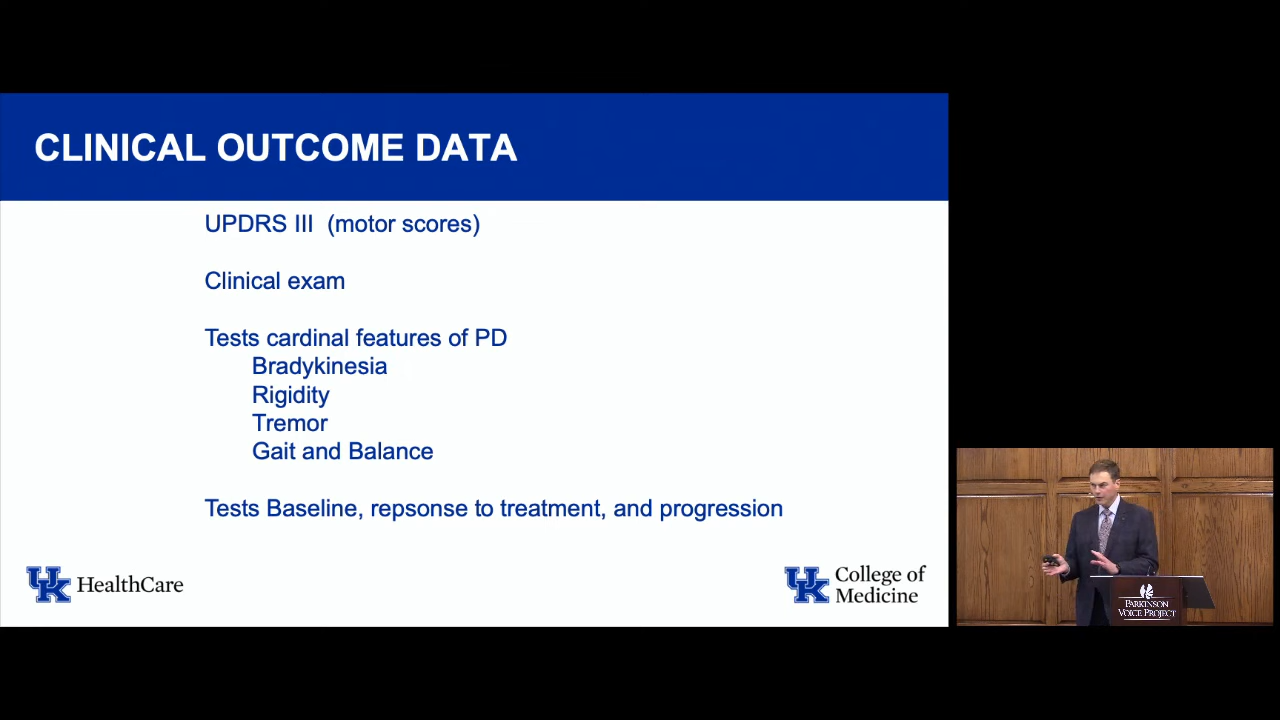 CLINICAL OUTCOME DATA
UPDRS III (motor scores)
Clinical exam
Tests cardinal features of PD
Bradykinesia
Rigidity
Tremor
Gait and Balance
Tests Baseline, repsonse to treatment, and progression
UK HealthCare
UK College of
Medicine
PARKINSON
VOICE PROJECT